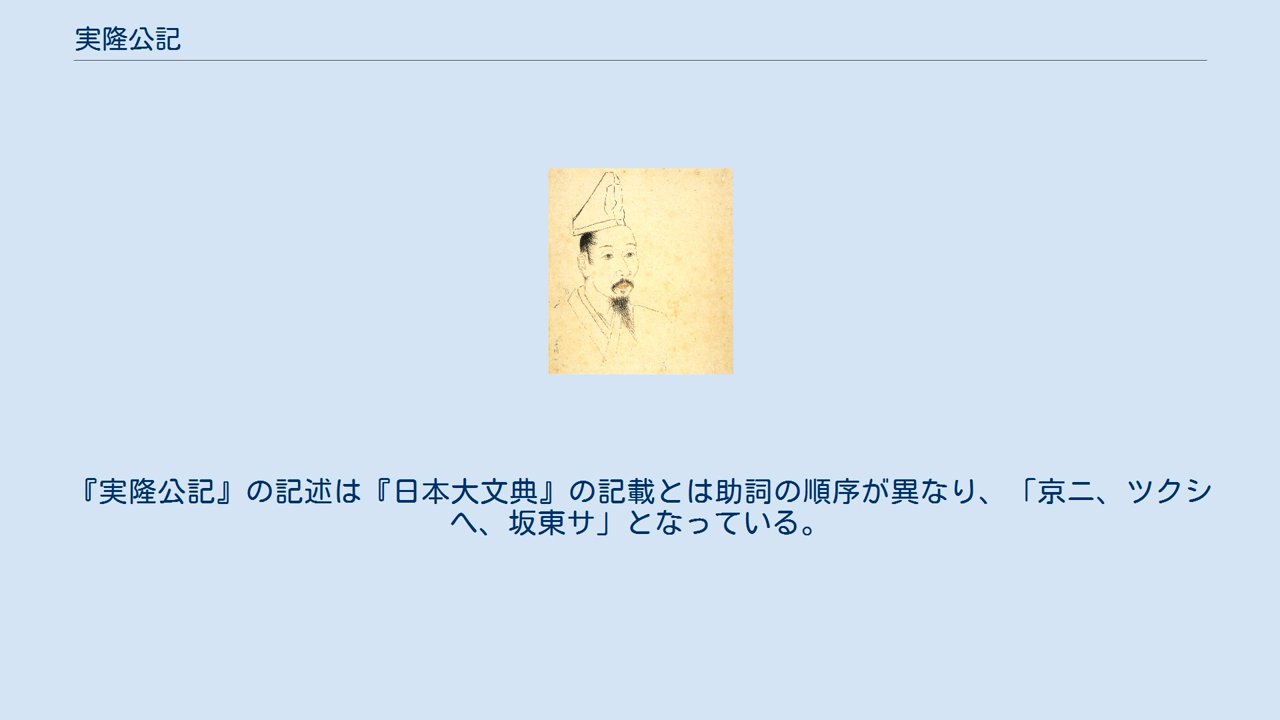 実隆公記
『実隆公記』の記述は『日本大文典』の記載とは助詞の順序が異なり、「京ニ、ツクシ
へ、坂東サ」となっている。